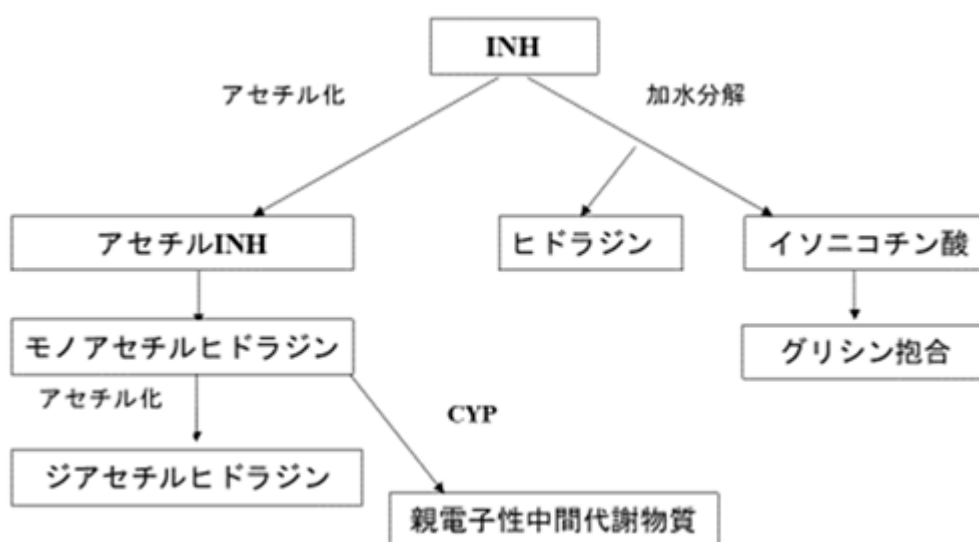 INH
アセチル化
加水分解
アセチルINH
ヒドラジン
イソニコチン酸
モノアセチルヒドラジン
グリシン抱合
アセチル化
CYP
ジアセチルヒドラジン
親電子性中間代謝物質